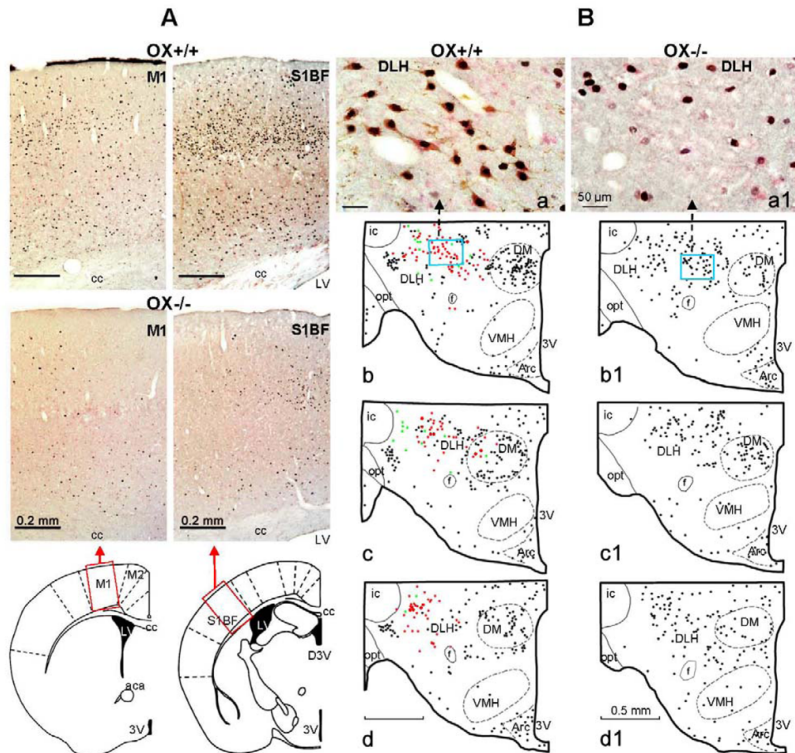 A
B
OX+/+
OX+/+
OX-/-
M1
S1BF
DLH
DLH
cc
cc
LV
a
50 µm
a1
OX-/-
M1
S1BF
0.2 mm
0.2 mm
cc
cc
LV
ic
DM
DLH
opt
f
VMH
3V
Arc
b
ic
DLH
DM
opt
f
VMH
3V
Arc
b1
ic
DLH
DM
opt
f
VMH
3V
Arc
c
ic
DLH
DM
opt
f
VMH
3V
Arc
c1
M1
M2
LV
cc
aca
3V
S1BF
LV
cc
D3V
3V
ic
DLH
DM
opt
f
VMH
3V
Arc
d
ic
DLH
DM
opt
f
VMH
3V
Arc
0.5 mm
d1